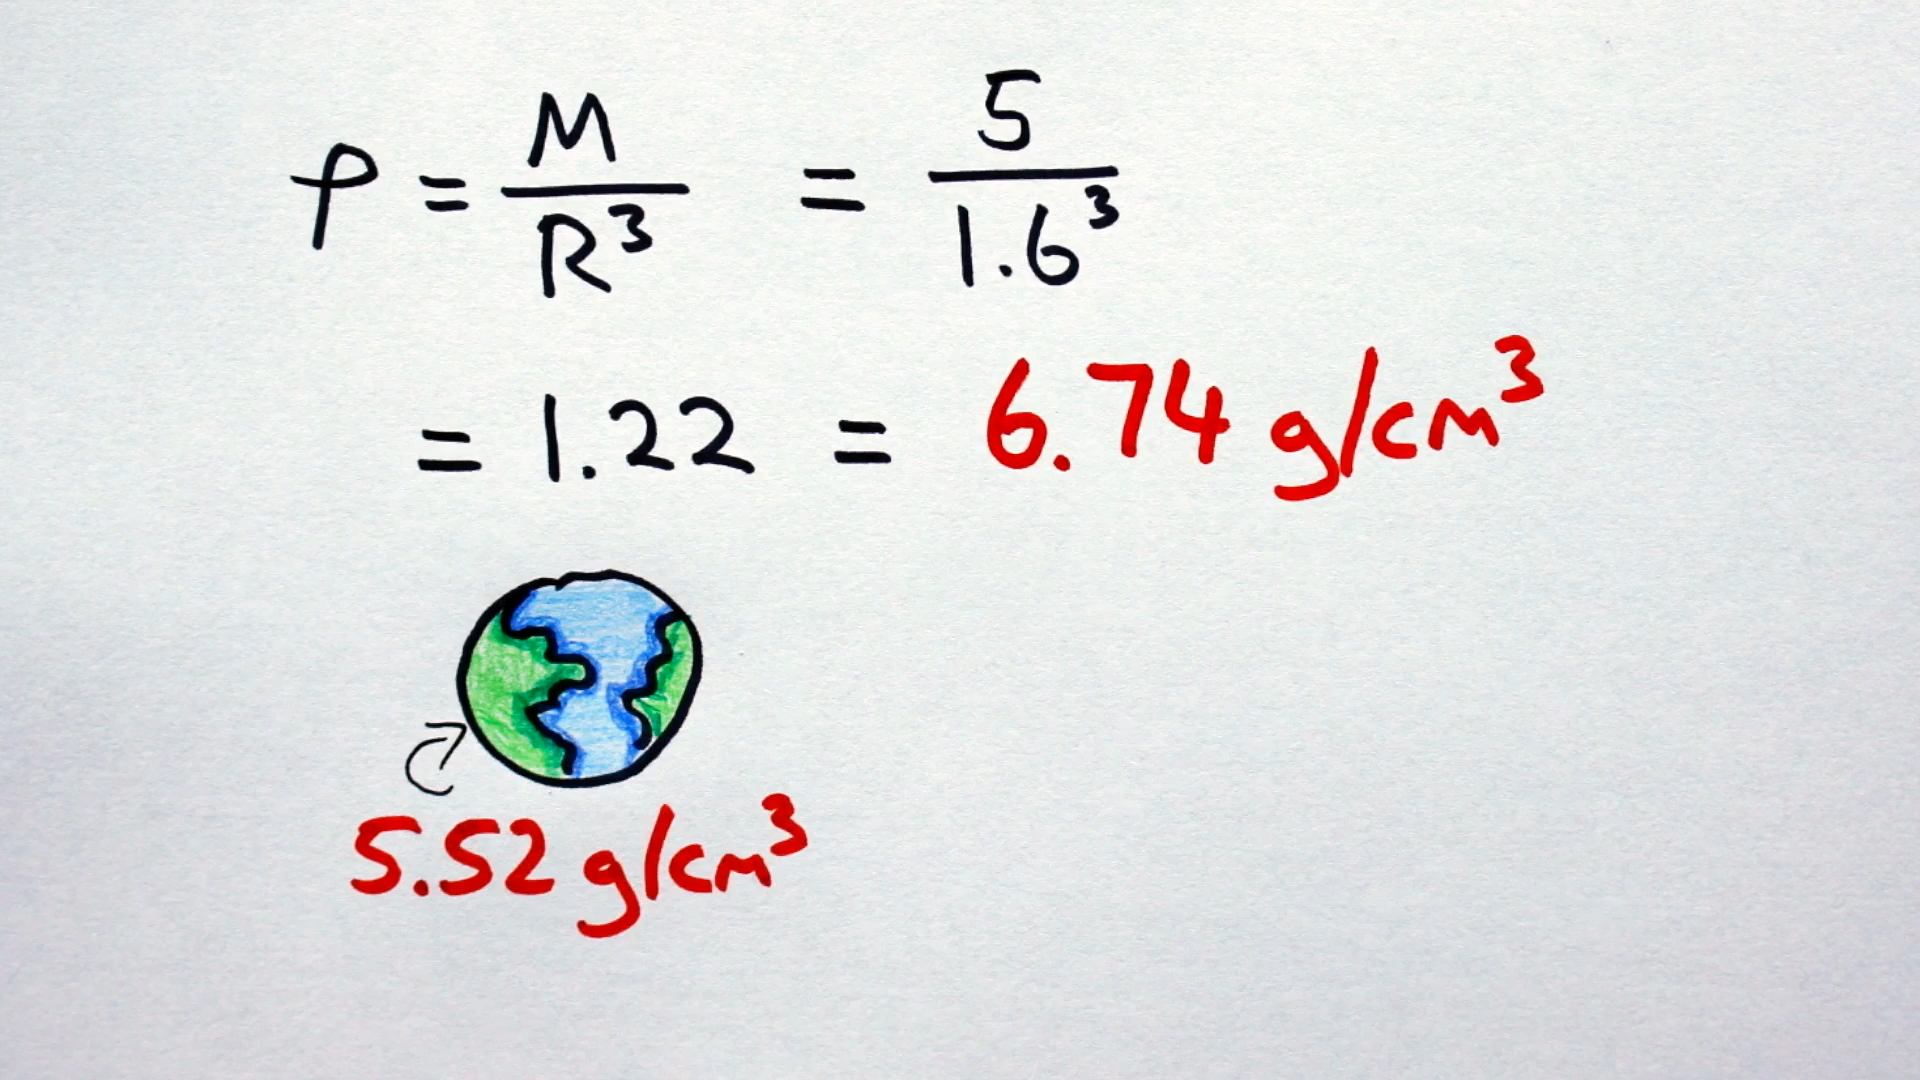 ρ = M/R³ = 5/1.6³
= 1.22 = 6.74 g/cm³
5.52 g/cm³